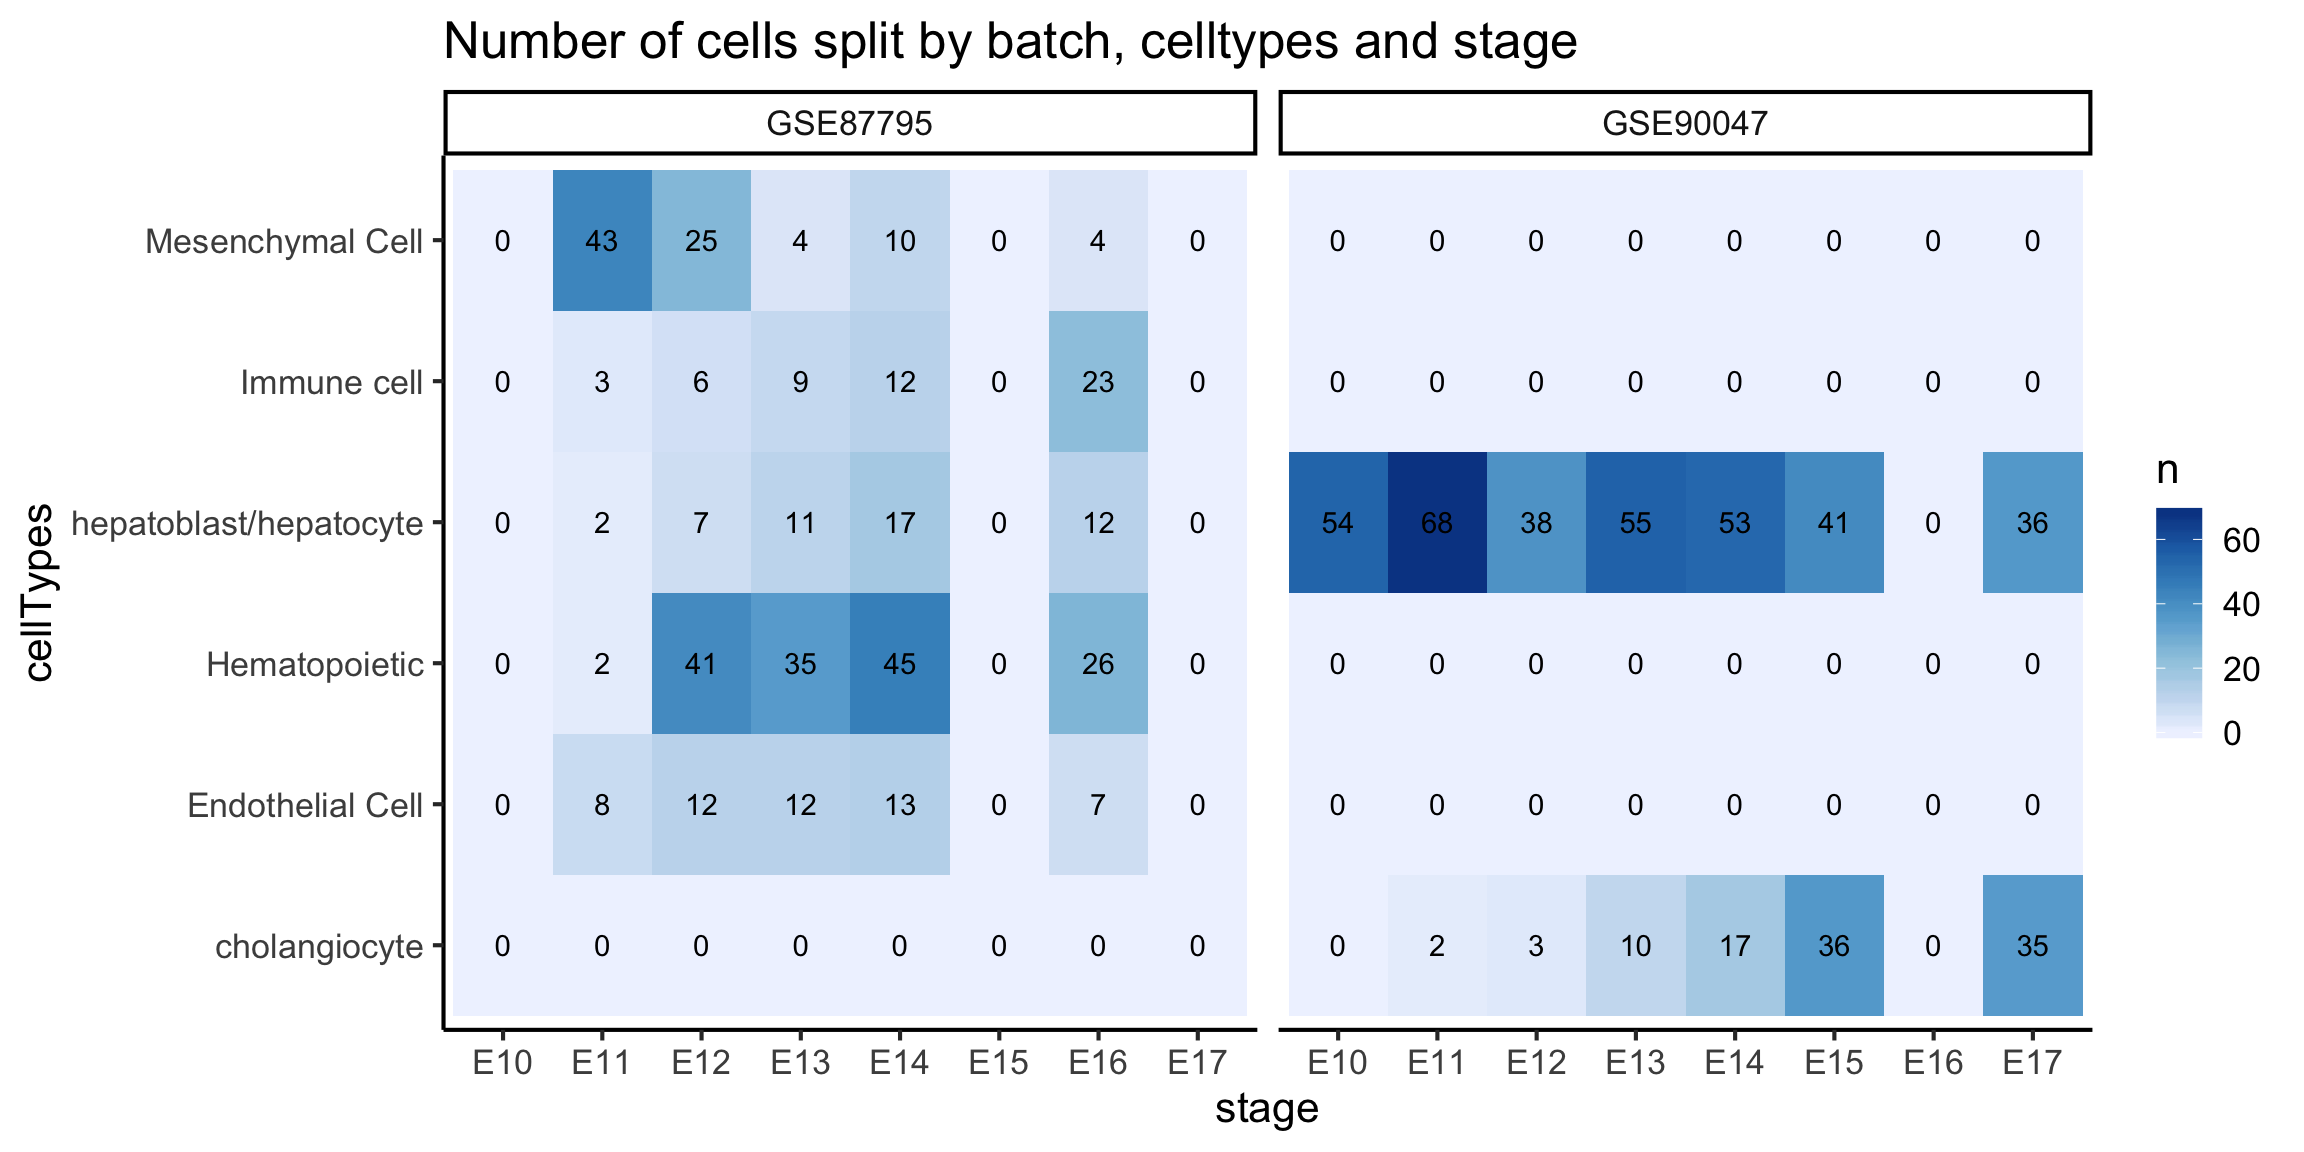 Number of cells split by batch, celltypes and stage
GSE87795 GSE90047
Mesenchymal Cell 0 43 25 4 10 0 4 0 0 0 0 0 0 0 0 0
Immune cell 0 3 6 9 12 0 23 0 0 0 0 0 0 0 0 0
hepatoblast/hepatocyte 0 2 7 11 17 0 12 0 54 68 38 55 53 41 0 36
Hematopoietic 0 2 41 35 45 0 26 0 0 0 0 0 0 0 0 0
Endothelial Cell 0 8 12 12 13 0 7 0 0 0 0 0 0 0 0 0
cholangiocyte 0 0 0 0 0 0 0 0 0 2 3 10 17 36 0 35
E10 E11 E12 E13 E14 E15 E16 E17 E10 E11 E12 E13 E14 E15 E16 E17
stage
cellTypes
n
60
40
20
0